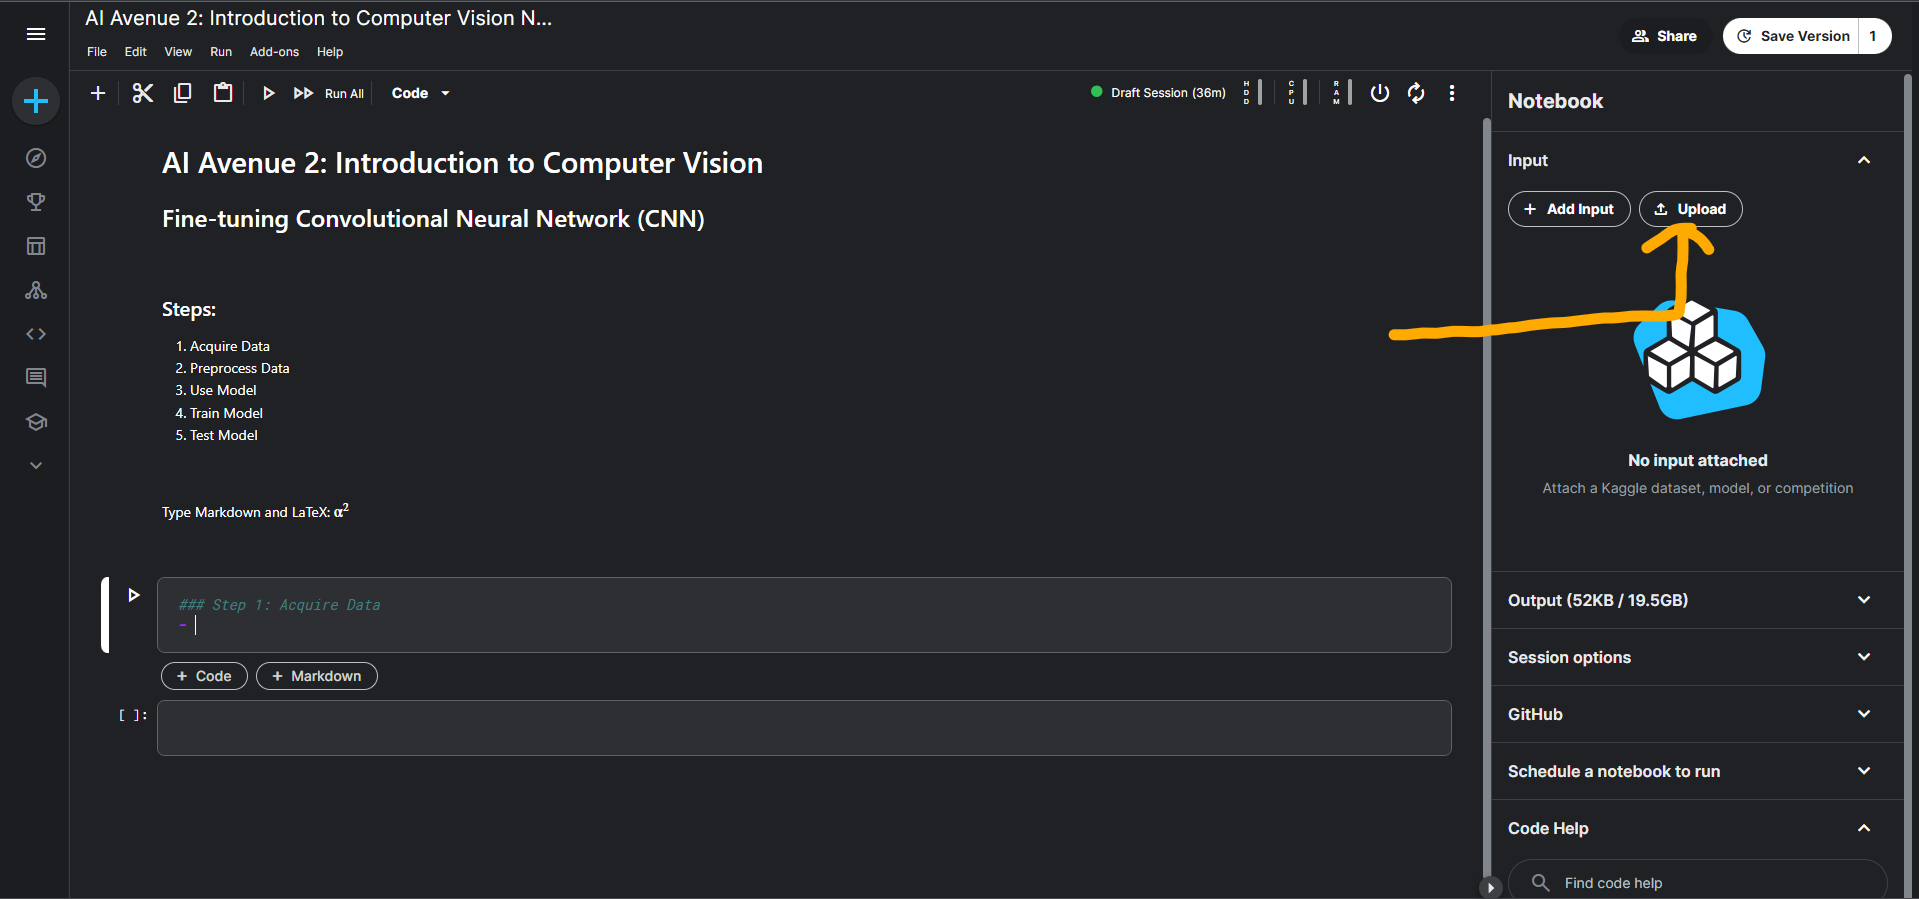 AI Avenue 2: Introduction to Computer Vision N...
File Edit View Run Add-ons Help
Share
Save Version 1
Run All
Code
Draft Session (36m)
HDD
CPU
RAM
AI Avenue 2: Introduction to Computer Vision
Fine-tuning Convolutional Neural Network (CNN)
Steps:
1. Acquire Data
2. Preprocess Data
3. Use Model
4. Train Model
5. Test Model
Type Markdown and LaTeX: α²
### Step 1: Acquire Data
-
+ Code + Markdown
[ ]:
Notebook
Input
+ Add Input Upload
No input attached
Attach a Kaggle dataset, model, or competition
Output (52KB / 19.5GB)
Session options
GitHub
Schedule a notebook to run
Code Help
Find code help